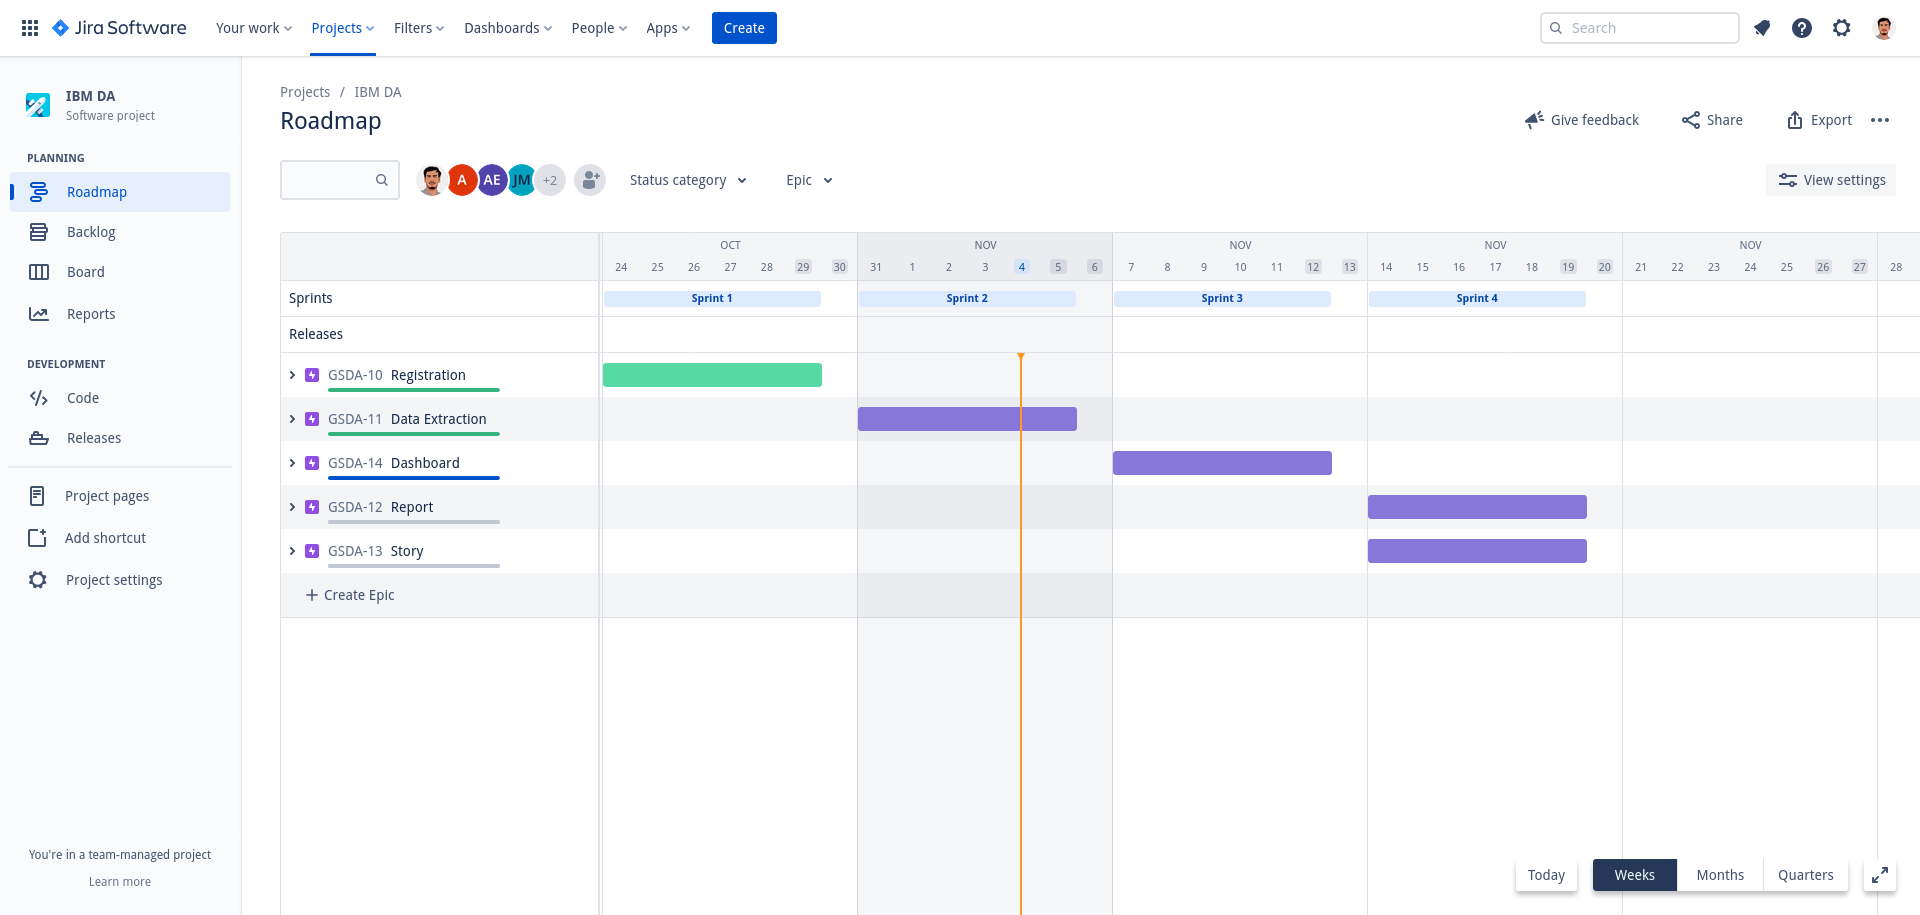 Jira Software Your work Projects Filters Dashboards People Apps Create Search
IBM DA
Software project
PLANNING
Roadmap
Backlog
Board
Reports
DEVELOPMENT
Code
Releases
Project pages
Add shortcut
Project settings
You're in a team-managed project
Learn more
Projects / IBM DA
Roadmap
Give feedback Share Export
A AE JM +2 Status category Epic View settings
OCT NOV NOV NOV NOV
24 25 26 27 28 29 30 31 1 2 3 4 5 6 7 8 9 10 11 12 13 14 15 16 17 18 19 20 21 22 23 24 25 26 27 28
Sprints Sprint 1 Sprint 2 Sprint 3 Sprint 4
Releases
GSDA-10 Registration
GSDA-11 Data Extraction
GSDA-14 Dashboard
GSDA-12 Report
GSDA-13 Story
Create Epic
Today Weeks Months Quarters